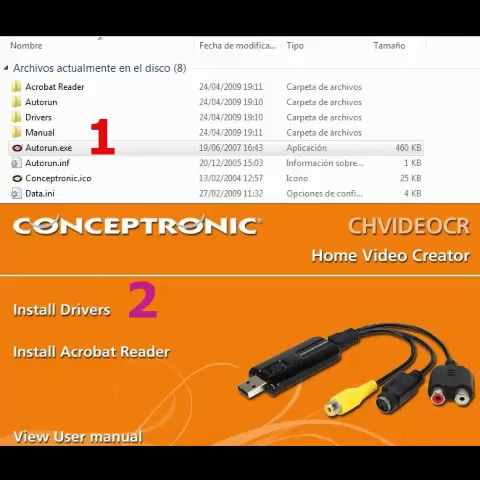 Nombre Fecha de modifica... Tipo Tamaño
Archivos actualmente en el disco (8)
Acrobat Reader 24/04/2009 19:11 Carpeta de archivos
Autorun 24/04/2009 19:10 Carpeta de archivos
Drivers 24/04/2009 19:10 Carpeta de archivos
Manual 24/04/2009 19:11 Carpeta de archivos
1
Autorun.exe 19/06/2007 16:43 Aplicación 460 KB
Autorun.inf 20/12/2005 15:03 Información sobre... 1 KB
Conceptronic.ico 13/02/2004 12:57 Icono 25 KB
Data.ini 27/02/2009 11:32 Opciones de confi... 4 KB
CONCEPTRONIC® CHVIDEOCR
Home Video Creator
Install Drivers 2
Install Acrobat Reader
View User manual